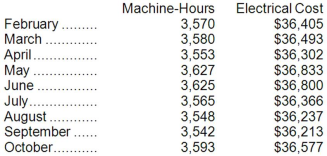 Machine-Hours Electrical Cost
February ......... 3,570 $36,405
March ............. 3,580 $36,493
April................ 3,553 $36,302
May ................ 3,627 $36,833
June ............... 3,625 $36,800
July................. 3,565 $36,366
August ............ 3,548 $36,237
September ...... 3,542 $36,213
October........... 3,593 $36,577